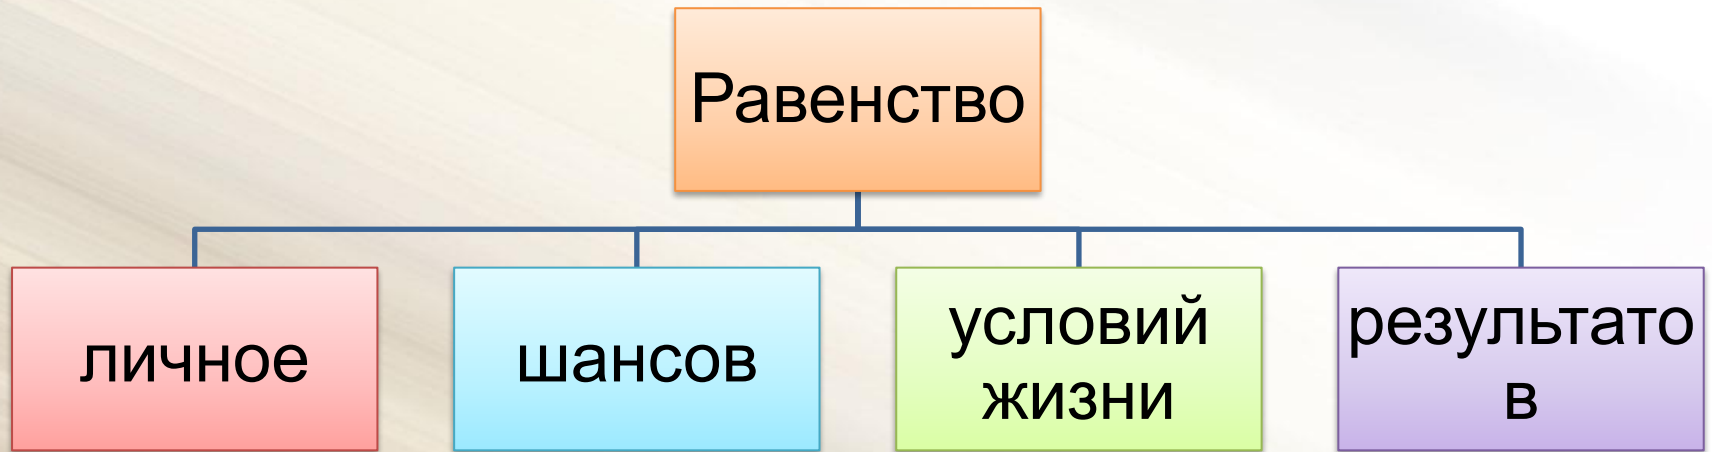 Равенство
личное
шансов
условий
жизни
результато
в